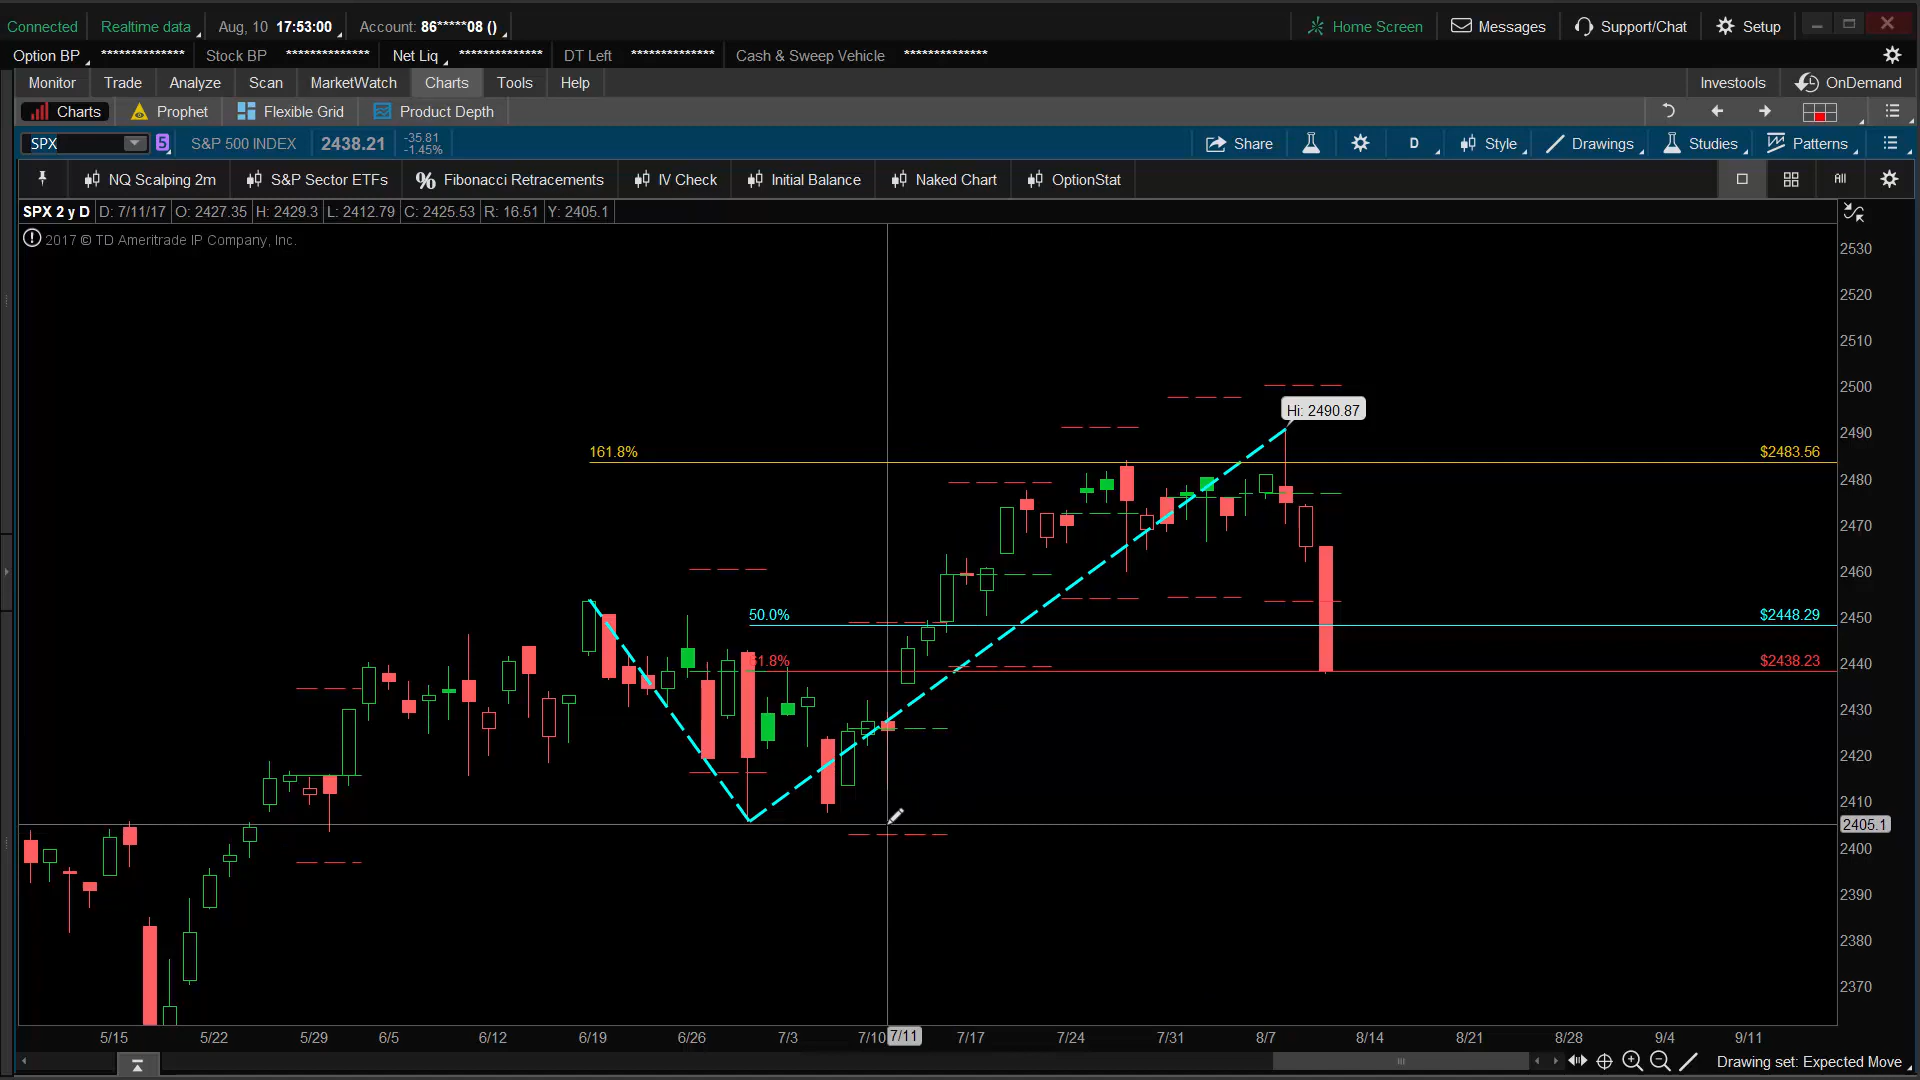 Connected Realtime data Aug, 10 17:53:00 Account: 86*****08 () Home Screen Messages Support/Chat Setup
Option BP ************** Stock BP ************** Net Liq ************** DT Left ************** Cash & Sweep Vehicle **************
Monitor Trade Analyze Scan MarketWatch Charts Tools Help Investools OnDemand
Charts Prophet Flexible Grid Product Depth
SPX 5 S&P 500 INDEX 2438.21 -35.81 -1.45% Share D Style Drawings Studies Patterns
NQ Scalping 2m S&P Sector ETFs Fibonacci Retracements IV Check Initial Balance Naked Chart OptionStat All
SPX 2 y D D: 7/11/17 O: 2427.35 H: 2429.3 L: 2412.79 C: 2425.53 R: 16.51 Y: 2405.1
2017 © TD Ameritrade IP Company, Inc.
2530
2520
2510
2500
Hi: 2490.87
2490
161.8% $2483.56
2480
2470
2460
50.0% $2448.29 2450
61.8% $2438.23 2440
2430
2420
2410
2405.1
2400
2390
2380
2370
5/15 5/22 5/29 6/5 6/12 6/19 6/26 7/3 7/10 7/11 7/17 7/24 7/31 8/7 8/14 8/21 8/28 9/4 9/11
Drawing set: Expected Move